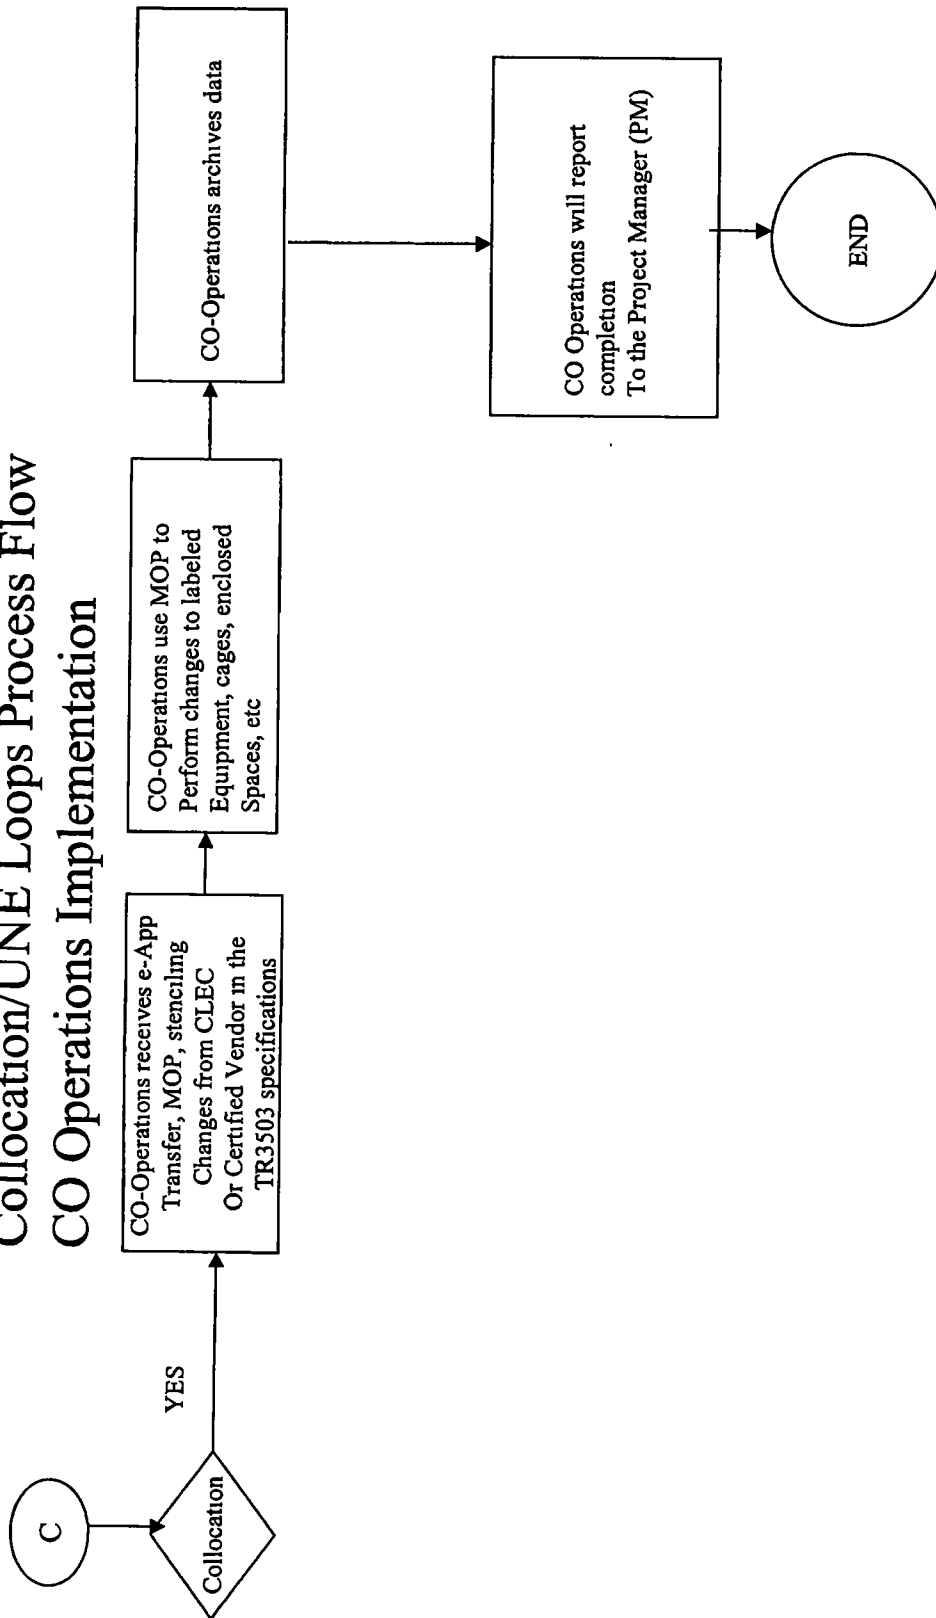 Collocation/UNE Loops Process Flow
CO Operations Implementation
C
Collocation
YES
CO-Operations receives e-App
Transfer, MOP, stenciling
Changes from CLEC
Or Certified Vendor in the
TR3503 specifications
CO-Operations use MOP to
Perform changes to labeled
Equipment, cages, enclosed
Spaces, etc
CO-Operations archives data
CO Operations will report
completion
To the Project Manager (PM)
END